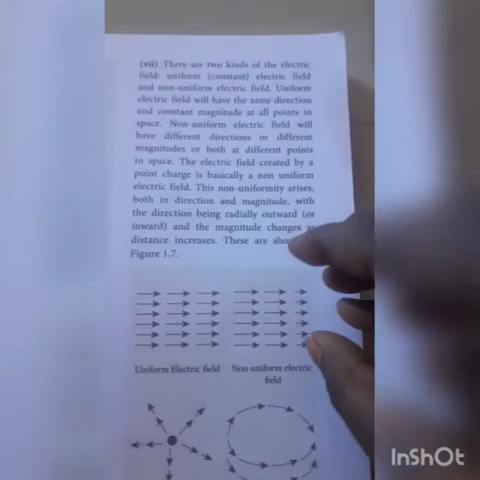 (vii) There are two kinds of the electric
field: uniform (constant) electric field
and non-uniform electric field. Uniform
electric field will have the same direction
and constant magnitude at all points in
space. Non-uniform electric field will
have different directions or different
magnitudes or both at different points
in space. The electric field created by a
point charge is basically a non uniform
electric field. This non-uniformity arises,
both in direction and magnitude, with
the direction being radially outward (or
inward) and the magnitude changes as
distance increases. These are
Figure 1.7.
Uniform Electric field
Non uniform electric
field
InShOt